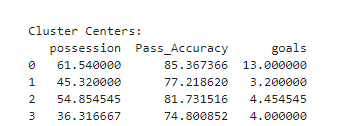 Cluster Centers:
possession Pass_Accuracy goals
0 61.540000 85.367366 13.000000
1 45.320000 77.218620 3.200000
2 54.854545 81.731516 4.454545
3 36.316667 74.800852 4.000000